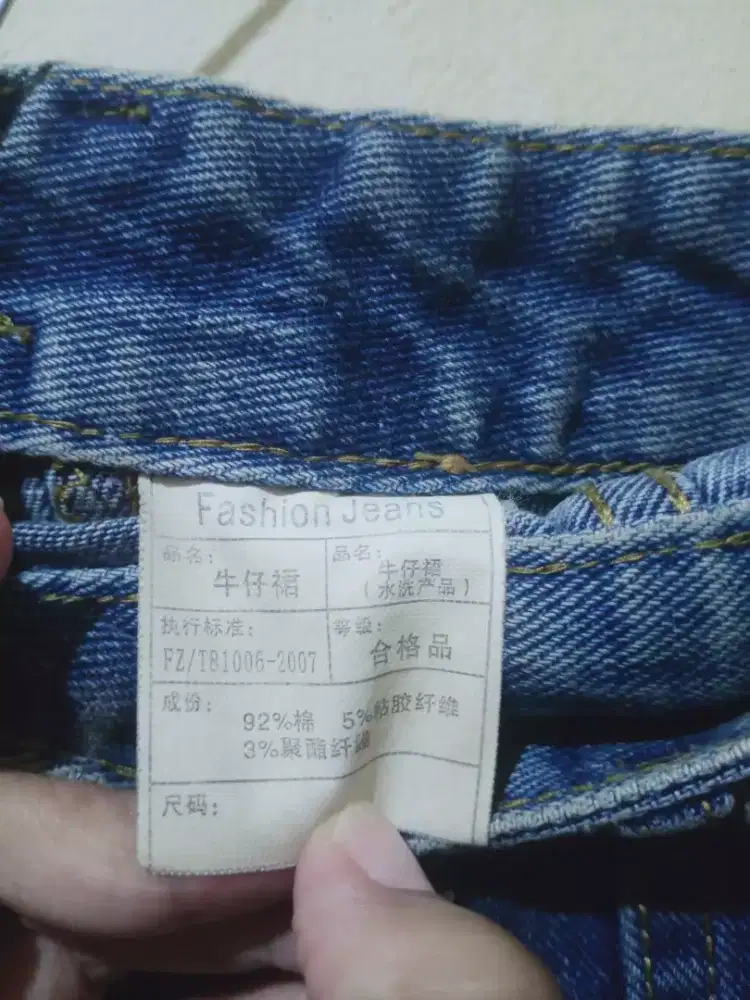 Fashion Jeans
品名:
牛仔裙
品名:
牛仔裙
(水洗产品)
执行标准:
FZ/T81006-2007
等级:
合格品
成份:
92%棉 5%粘胶纤维
3%聚酯纤维
尺码: